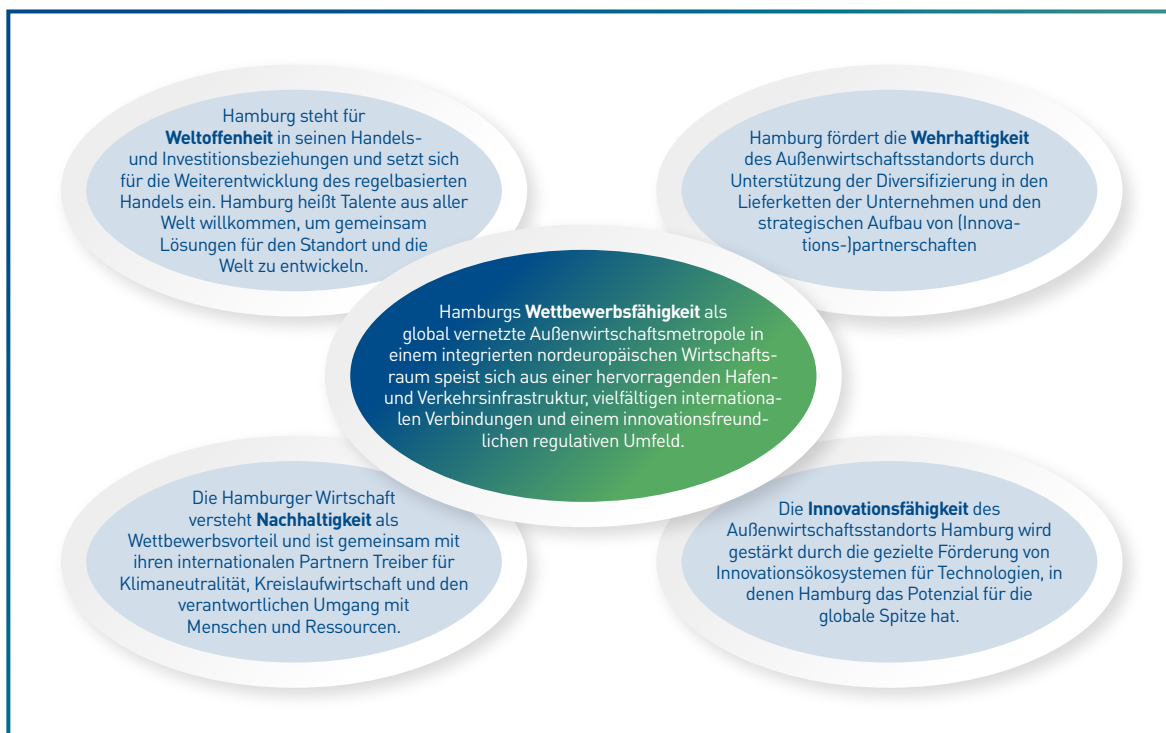 Hamburg steht für
Weltoffenheit in seinen Handels-
und Investitionsbeziehungen und setzt sich
für die Weiterentwicklung des regelbasierten
Handels ein. Hamburg heißt Talente aus aller
Welt willkommen, um gemeinsam
Lösungen für den Standort und die
Welt zu entwickeln.
Hamburg fördert die Wehrhaftigkeit
des Außenwirtschaftsstandorts durch
Unterstützung der Diversifizierung in den
Lieferketten der Unternehmen und den
strategischen Aufbau von (Innova-
tions-)partnerschaften
Hamburgs Wettbewerbsfähigkeit als
global vernetzte Außenwirtschaftsmetropole in
einem integrierten nordeuropäischen Wirtschafts-
raum speist sich aus einer hervorragenden Hafen-
und Verkehrsinfrastruktur, vielfältigen internationa-
len Verbindungen und einem innovationsfreund-
lichen regulativen Umfeld.
Die Hamburger Wirtschaft
versteht Nachhaltigkeit als
Wettbewerbsvorteil und ist gemeinsam mit
ihren internationalen Partnern Treiber für
Klimaneutralität, Kreislaufwirtschaft und den
verantwortlichen Umgang mit
Menschen und Ressourcen.
Die Innovationsfähigkeit des
Außenwirtschaftsstandorts Hamburg wird
gestärkt durch die gezielte Förderung von
Innovationsökosystemen für Technologien, in
denen Hamburg das Potenzial für die
globale Spitze hat.